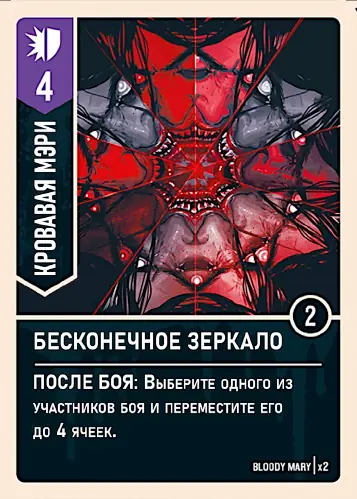 4
КРОВАВАЯ МЭРИ
2
БЕСКОНЕЧНОЕ ЗЕРКАЛО
ПОСЛЕ БОЯ: Выберите одного из
участников боя и переместите его
до 4 ячеек.
BLOODY MARY | x2